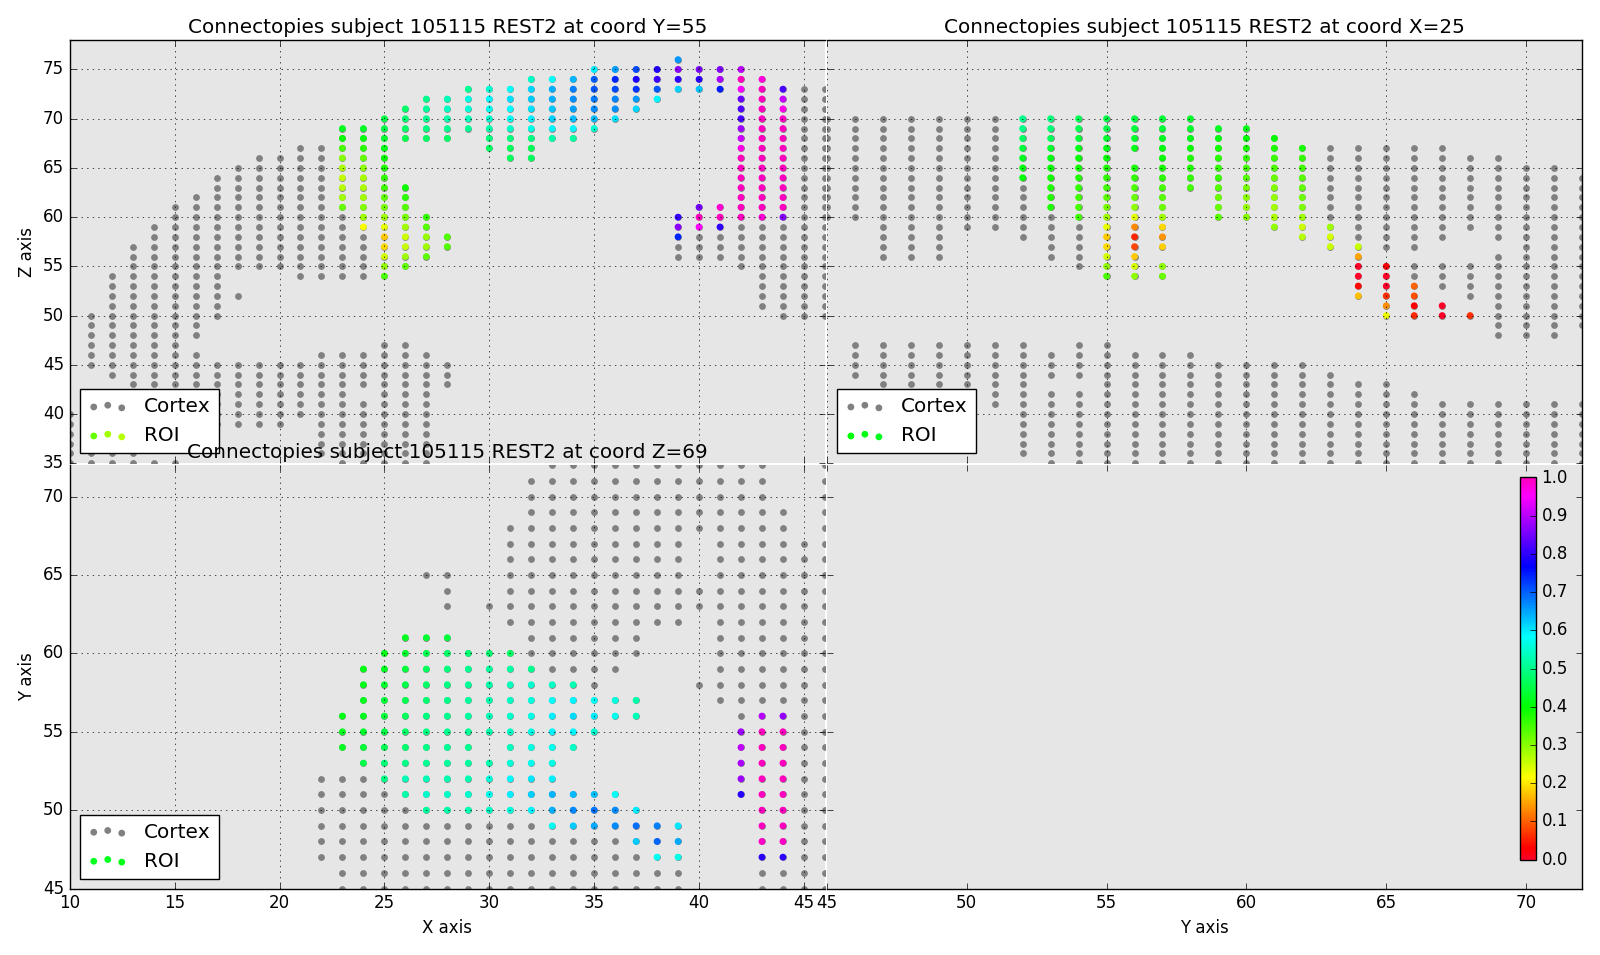 Connectopies subject 105115 REST2 at coord Y=55
Connectopies subject 105115 REST2 at coord X=25
75
70
65
60
55
50
45
40
35
Z axis
Cortex
ROI
Cortex
ROI
Connectopies subject 105115 REST2 at coord Z=69
70
65
60
55
50
45
Y axis
Cortex
ROI
1.0
0.9
0.8
0.7
0.6
0.5
0.4
0.3
0.2
0.1
0.0
10 15 20 25 30 35 40 45
45 50 55 60 65 70
X axis
Y axis